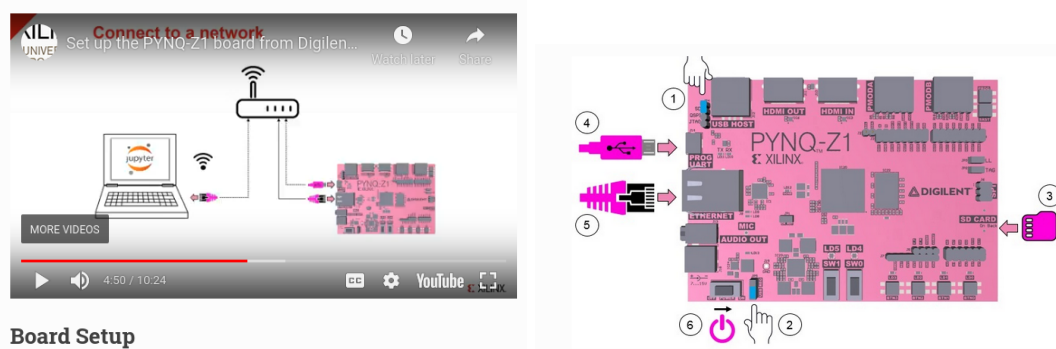 Connect to a network
Set up the PYNQ-Z1 board from Digilen...
Watch later
Share
jupyter
PYNQ-Z1
MORE VIDEOS
4:50 / 10:24
CC
YouTube
XILINX
Board Setup
1
USB HOST
HDMI OUT
HDMI IN
PMODA
PMODB
4
PYNQ-Z1
XILINX
PROG
UART
DIGILENT
3
ETHERNET
SD CARD
5
MIC
AUDIO OUT
LD5
LD4
SW1
SW0
6
2